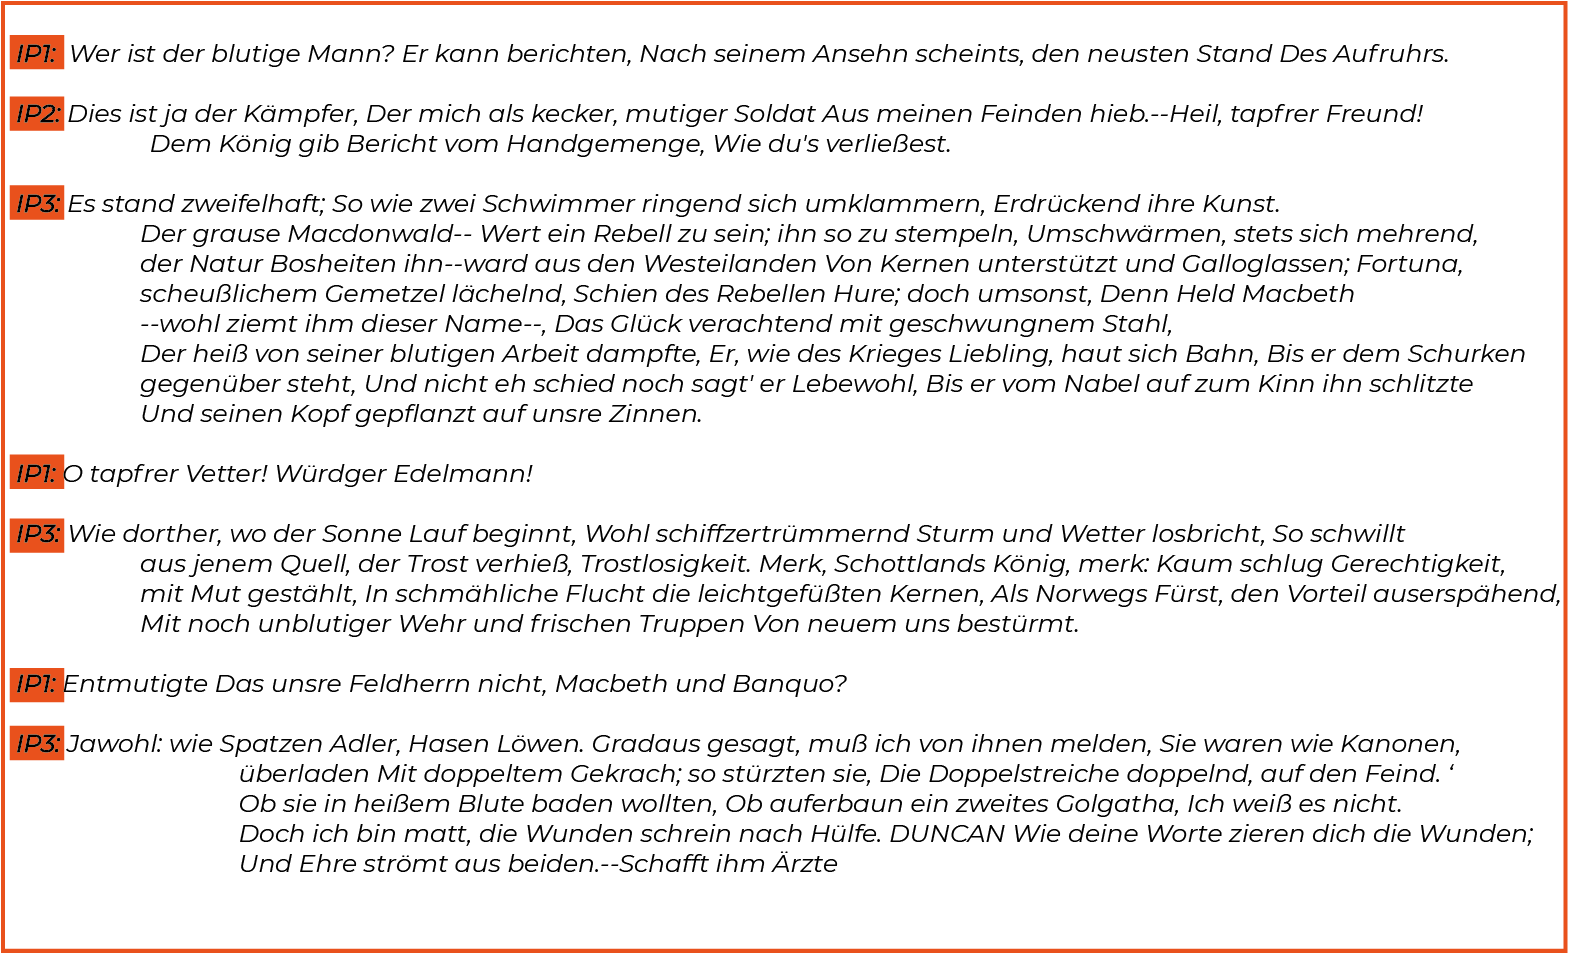 IP1: Wer ist der blutige Mann? Er kann berichten, Nach seinem Ansehn scheints, den neusten Stand Des Aufruhrs.
IP2: Dies ist ja der Kämpfer, Der mich als kecker, mutiger Soldat Aus meinen Feinden hieb.--Heil, tapfrer Freund!
Dem König gib Bericht vom Handgemenge, Wie du's verließest.
IP3: Es stand zweifelhaft; So wie zwei Schwimmer ringend sich umklammern, Erdrückend ihre Kunst.
Der grause Macdonwald-- Wert ein Rebell zu sein; ihn so zu stempeln, Umschwärmen, stets sich mehrend,
der Natur Bosheiten ihn--ward aus den Westeilanden Von Kernen unterstützt und Galloglassen; Fortuna,
scheußlichem Gemetzel lächelnd, Schien des Rebellen Hure; doch umsonst, Denn Held Macbeth
--wohl ziemt ihm dieser Name--, Das Glück verachtend mit geschwungnem Stahl,
Der heiß von seiner blutigen Arbeit dampfte, Er, wie des Krieges Liebling, haut sich Bahn, Bis er dem Schurken
gegenüber steht, Und nicht eh schied noch sagt' er Lebewohl, Bis er vom Nabel auf zum Kinn ihn schlitzte
Und seinen Kopf gepflanzt auf unsre Zinnen.
IP1: O tapfrer Vetter! Würdger Edelmann!
IP3: Wie dorther, wo der Sonne Lauf beginnt, Wohl schiffzertrümmernd Sturm und Wetter losbricht, So schwillt
aus jenem Quell, der Trost verhieß, Trostlosigkeit. Merk, Schottlands König, merk: Kaum schlug Gerechtigkeit,
mit Mut gestählt, In schmähliche Flucht die leichtgefüßten Kernen, Als Norwegs Fürst, den Vorteil auserspähend,
Mit noch unblutiger Wehr und frischen Truppen Von neuem uns bestürmt.
IP1: Entmutigte Das unsre Feldherrn nicht, Macbeth und Banquo?
IP3: Jawohl: wie Spatzen Adler, Hasen Löwen. Gradaus gesagt, muß ich von ihnen melden, Sie waren wie Kanonen,
überladen Mit doppeltem Gekrach; so stürzten sie, Die Doppelstreiche doppelnd, auf den Feind. ‘
Ob sie in heißem Blute baden wollten, Ob auferbaun ein zweites Golgatha, Ich weiß es nicht.
Doch ich bin matt, die Wunden schrein nach Hülfe. DUNCAN Wie deine Worte zieren dich die Wunden;
Und Ehre strömt aus beiden.--Schafft ihm Ärzte